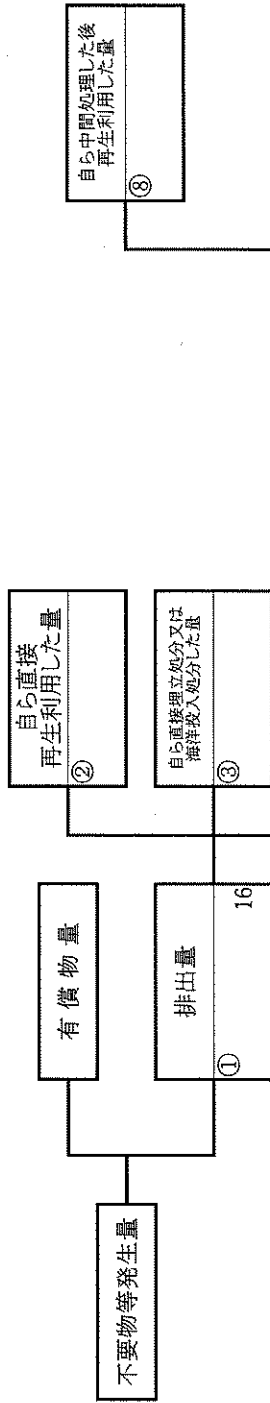 不要物等発生量
有償物量
排出量
①
16
自ら直接
再生利用した量
②
自ら直接埋立処分又は
海洋投入処分した量
③
自ら中間処理した後
再生利用した量
⑧